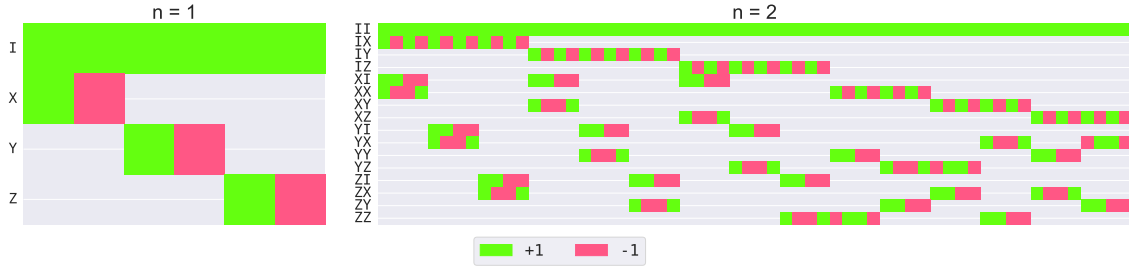 n = 1
I
X
Y
Z
n = 2
II
IX
IY
IZ
XI
XX
XY
XZ
YI
YX
YY
YZ
ZI
ZX
ZY
ZZ
+1 -1